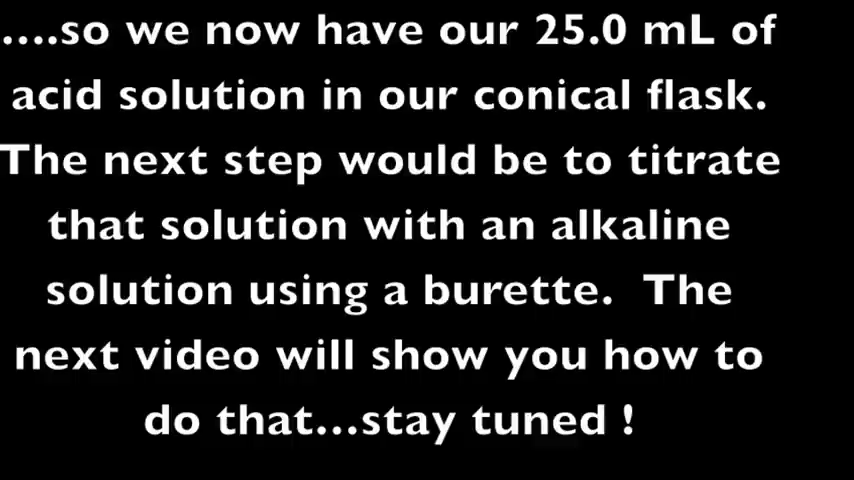 ....so we now have our 25.0 mL of
acid solution in our conical flask.
The next step would be to titrate
that solution with an alkaline
solution using a burette.  The
next video will show you how to
do that...stay tuned !